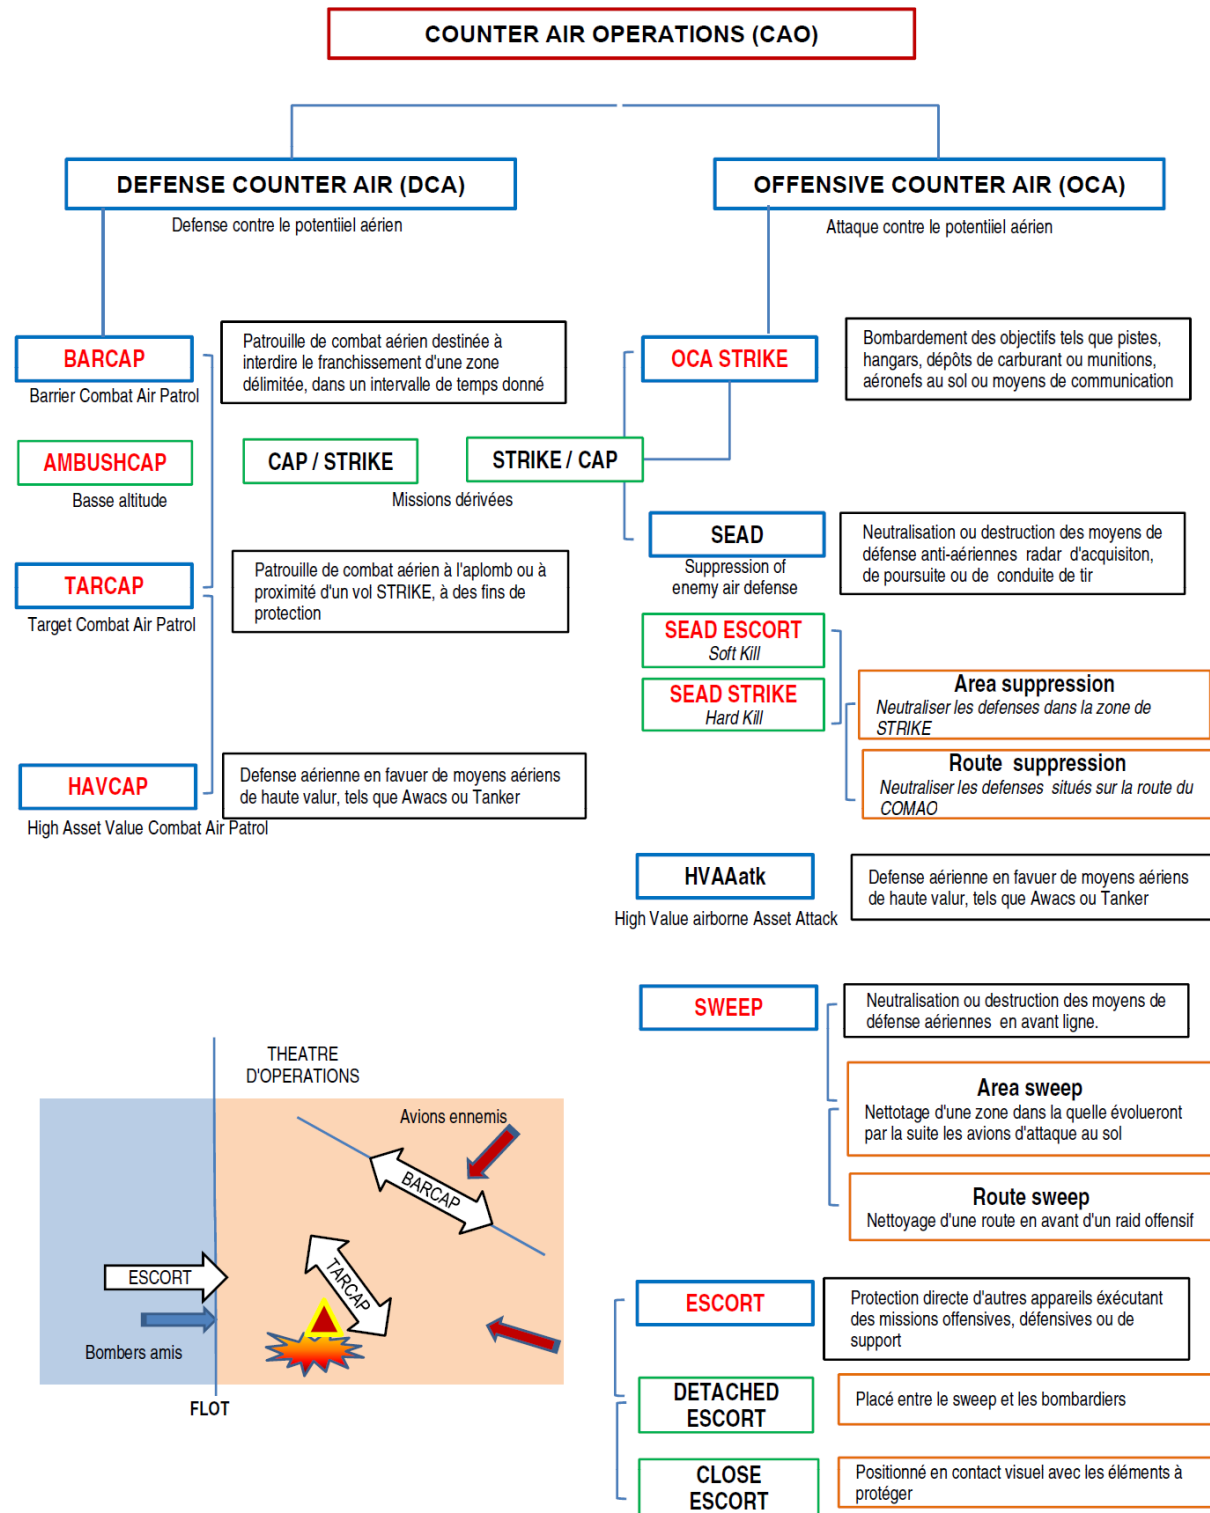 COUNTER AIR OPERATIONS (CAO)
DEFENSE COUNTER AIR (DCA)
Defense contre le potentiiel aérien
OFFENSIVE COUNTER AIR (OCA)
Attaque contre le potentiiel aérien
BARCAP
Barrier Combat Air Patrol
Patrouille de combat aérien destinée à
interdire le franchissement d'une zone
délimitée, dans un intervalle de temps donné
OCA STRIKE
Bombardement des objectifs tels que pistes,
hangars, dépôts de carburant ou munitions,
aéronefs au sol ou moyens de communication
AMBUSHCAP
Basse altitude
CAP / STRIKE
STRIKE / CAP
Missions dérivées
SEAD
Suppression of
enemy air defense
Neutralisation ou destruction des moyens de
défense anti-aériennes radar d'acquisiton,
de poursuite ou de conduite de tir
TARCAP
Target Combat Air Patrol
Patrouille de combat aérien à l'aplomb ou à
proximité d'un vol STRIKE, à des fins de
protection
SEAD ESCORT
Soft Kill
SEAD STRIKE
Hard Kill
Area suppression
Neutraliser les defenses dans la zone de
STRIKE
Route suppression
Neutraliser les defenses situés sur la route du
COMAO
HAVCAP
High Asset Value Combat Air Patrol
Defense aérienne en favuer de moyens aériens
de haute valur, tels que Awacs ou Tanker
HVAAatk
High Value airborne Asset Attack
Defense aérienne en favuer de moyens aériens
de haute valur, tels que Awacs ou Tanker
SWEEP
Neutralisation ou destruction des moyens de
défense aériennes en avant ligne.
Area sweep
Nettotage d'une zone dans la quelle évolueront
par la suite les avions d'attaque au sol
Route sweep
Nettoyage d'une route en avant d'un raid offensif
THEATRE
D'OPERATIONS
Avions ennemis
BARCAP
TARCAP
ESCORT
Bombers amis
FLOT
ESCORT
Protection directe d'autres appareils éxécutant
des missions offensives, défensives ou de
support
DETACHED
ESCORT
Placé entre le sweep et les bombardiers
CLOSE
ESCORT
Positionné en contact visuel avec les éléments à
protéger